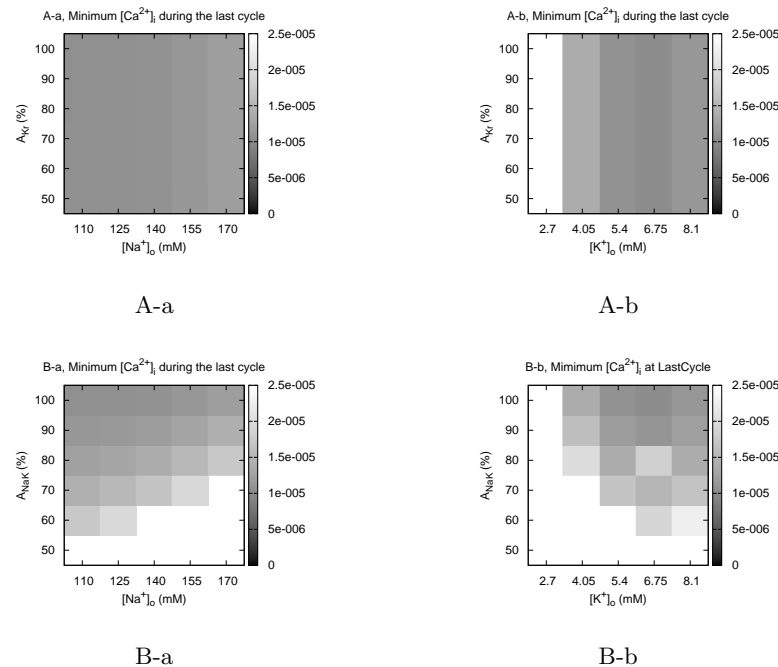 A-a, Minimum [Ca2+]i during the last cycle
100
90
80
70
60
50
AKr (%)
110 125 140 155 170
[Na+]o (mM)
2.5e-005
2e-005
1.5e-005
1e-005
5e-006
0
A-a
A-b, Minimum [Ca2+]i during the last cycle
100
90
80
70
60
50
AKr (%)
2.7 4.05 5.4 6.75 8.1
[K+]o (mM)
2.5e-005
2e-005
1.5e-005
1e-005
5e-006
0
A-b
B-a, Minimum [Ca2+]i during the last cycle
100
90
80
70
60
50
ANaK (%)
110 125 140 155 170
[Na+]o (mM)
2.5e-005
2e-005
1.5e-005
1e-005
5e-006
0
B-a
B-b, Mimimum [Ca2+]i at LastCycle
100
90
80
70
60
50
ANaK (%)
2.7 4.05 5.4 6.75 8.1
[K+]o (mM)
2.5e-005
2e-005
1.5e-005
1e-005
5e-006
0
B-b